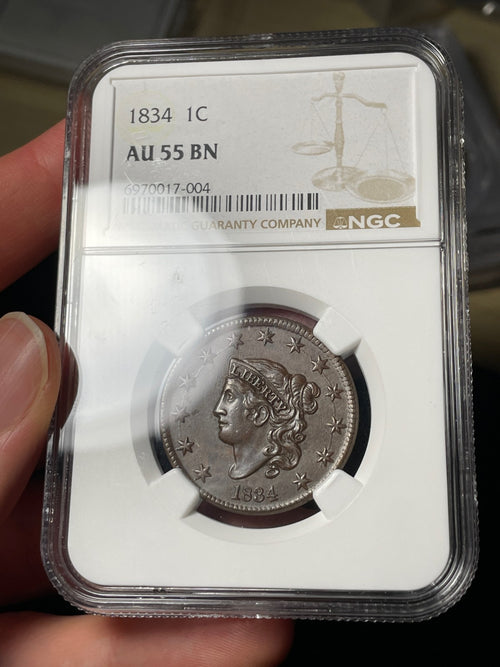 1834 1C
AU 55 BN
6970017-004
GUARANTY COMPANY NGC
LIBERTY
1834